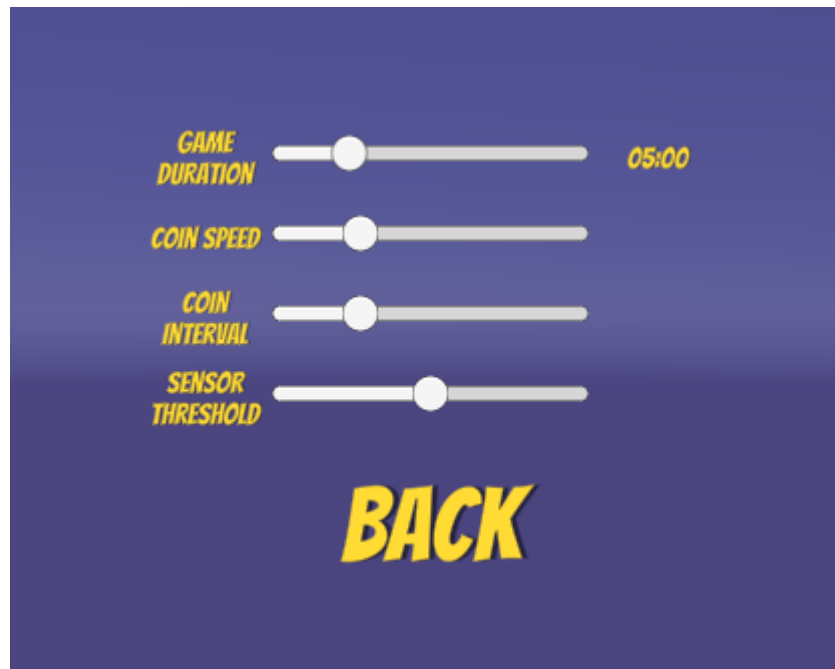 GAME
DURATION
05:00
COIN SPEED
COIN
INTERVAL
SENSOR
THRESHOLD
BACK